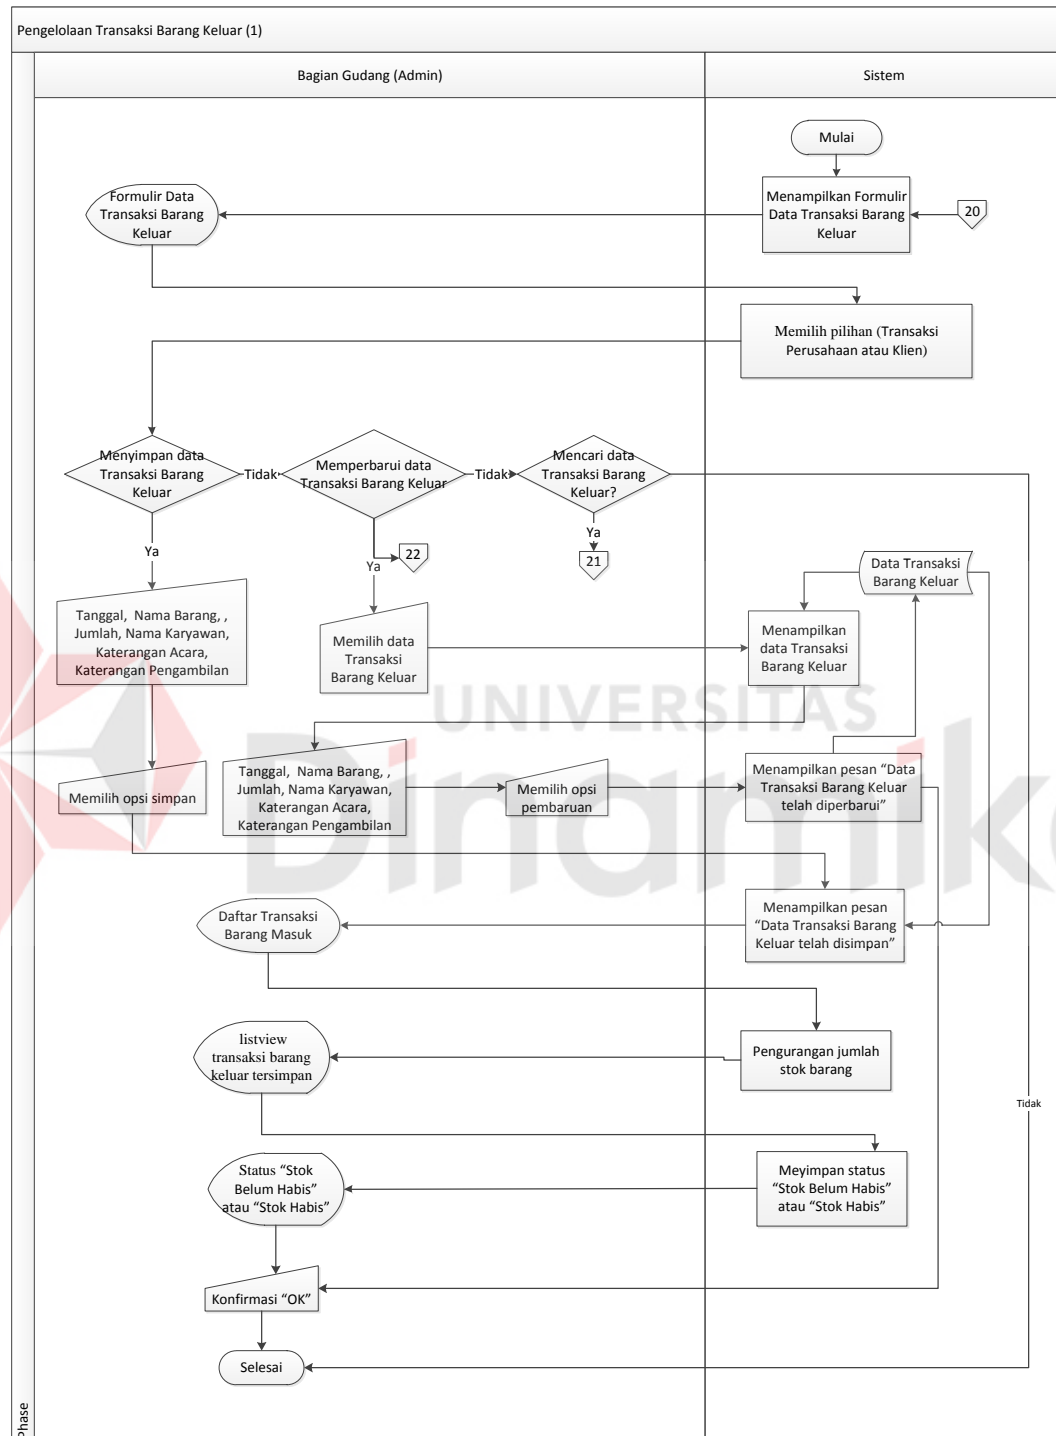 Pengelolaan Transaksi Barang Keluar (1)
Bagian Gudang (Admin)
Sistem
Mulai
Formulir Data
Transaksi Barang
Keluar
Menampilkan Formulir
Data Transaksi Barang
Keluar
20
Memilih pilihan (Transaksi
Perusahaan atau Klien)
Menyimpan data
Transaksi Barang
Keluar
Tidak
Memperbarui data
Transaksi Barang Keluar
Tidak
Mencari data
Transaksi Barang
Keluar?
Ya
Ya
22
Ya
21
Data Transaksi
Barang Keluar
Tanggal,  Nama Barang, ,
Jumlah, Nama Karyawan,
Katerangan Acara,
Katerangan Pengambilan
Memilih data
Transaksi
Barang Keluar
Menampilkan
data Transaksi
Barang Keluar
UNIVERSITAS
Dinamika
Memilih opsi simpan
Tanggal,  Nama Barang, ,
Jumlah, Nama Karyawan,
Katerangan Acara,
Katerangan Pengambilan
Memilih opsi
pembaruan
Menampilkan pesan “Data
Transaksi Barang Keluar
telah diperbarui”
Daftar Transaksi
Barang Masuk
Menampilkan pesan
“Data Transaksi Barang
Keluar telah disimpan”
listview
transaksi barang
keluar tersimpan
Pengurangan jumlah
stok barang
Tidak
Status “Stok
Belum Habis”
atau “Stok Habis”
Meyimpan status
“Stok Belum Habis”
atau “Stok Habis”
Konfirmasi “OK”
Selesai
Phase